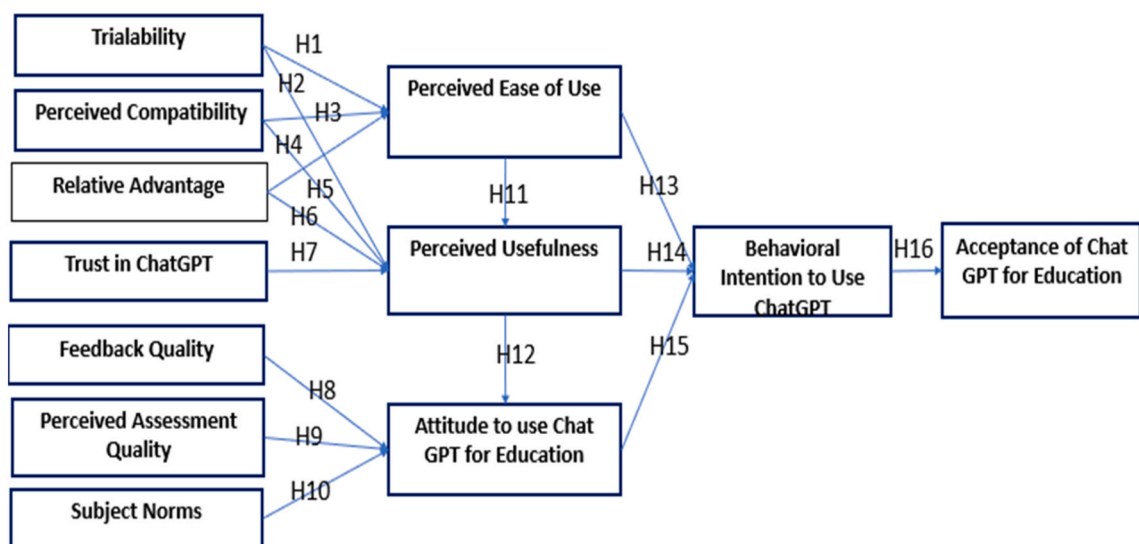 Trialability
H1
H2
Perceived Ease of Use
Perceived Compatibility
H3
H4
Relative Advantage
H5
H6
H11
H13
Trust in ChatGPT
H7
Perceived Usefulness
H14
Behavioral
Intention to Use
ChatGPT
H16
Acceptance of Chat
GPT for Education
Feedback Quality
H8
H12
H15
Perceived Assessment
Quality
H9
Attitude to use Chat
GPT for Education
H10
Subject Norms